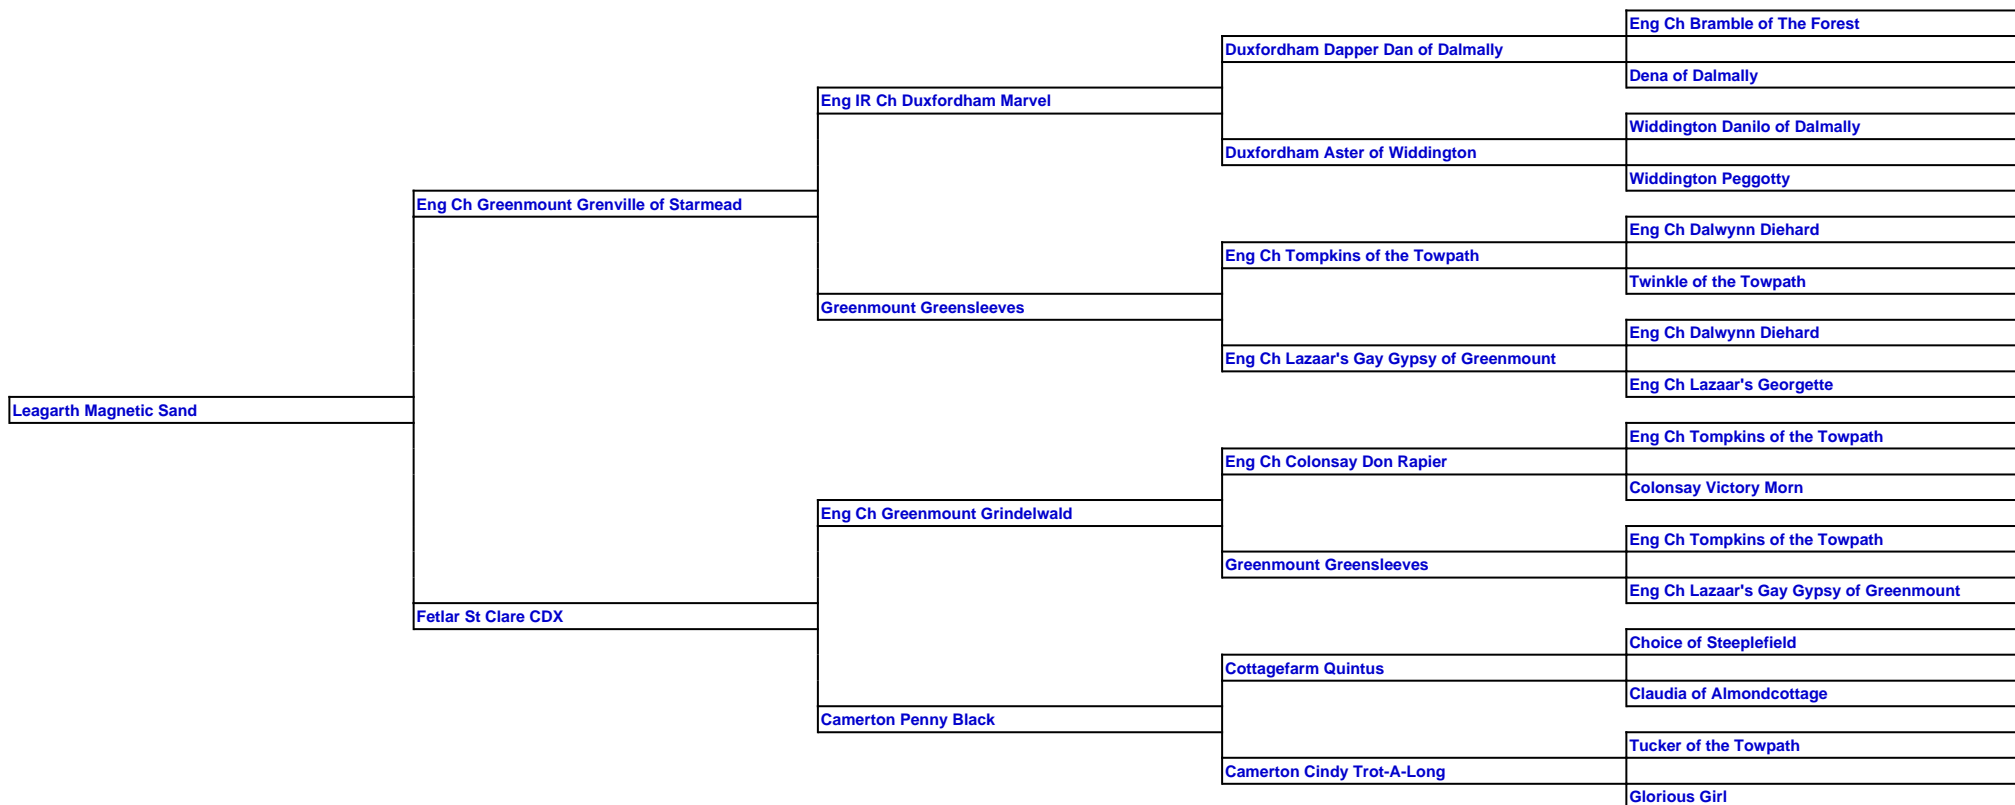 Eng Ch Bramble of The Forest
Duxfordham Dapper Dan of Dalmally
Dena of Dalmally
Eng IR Ch Duxfordham Marvel
Widdington Danilo of Dalmally
Duxfordham Aster of Widdington
Widdington Peggotty
Eng Ch Greenmount Grenville of Starmead
Eng Ch Dalwynn Diehard
Eng Ch Tompkins of the Towpath
Twinkle of the Towpath
Greenmount Greensleeves
Eng Ch Dalwynn Diehard
Eng Ch Lazaar's Gay Gypsy of Greenmount
Eng Ch Lazaar's Georgette
Leagarth Magnetic Sand
Eng Ch Tompkins of the Towpath
Eng Ch Colonsay Don Rapier
Colonsay Victory Morn
Eng Ch Greenmount Grindelwald
Eng Ch Tompkins of the Towpath
Greenmount Greensleeves
Eng Ch Lazaar's Gay Gypsy of Greenmount
Fetlar St Clare CDX
Choice of Steeplefield
Cottagefarm Quintus
Claudia of Almondcottage
Camerton Penny Black
Tucker of the Towpath
Camerton Cindy Trot-A-Long
Glorious Girl